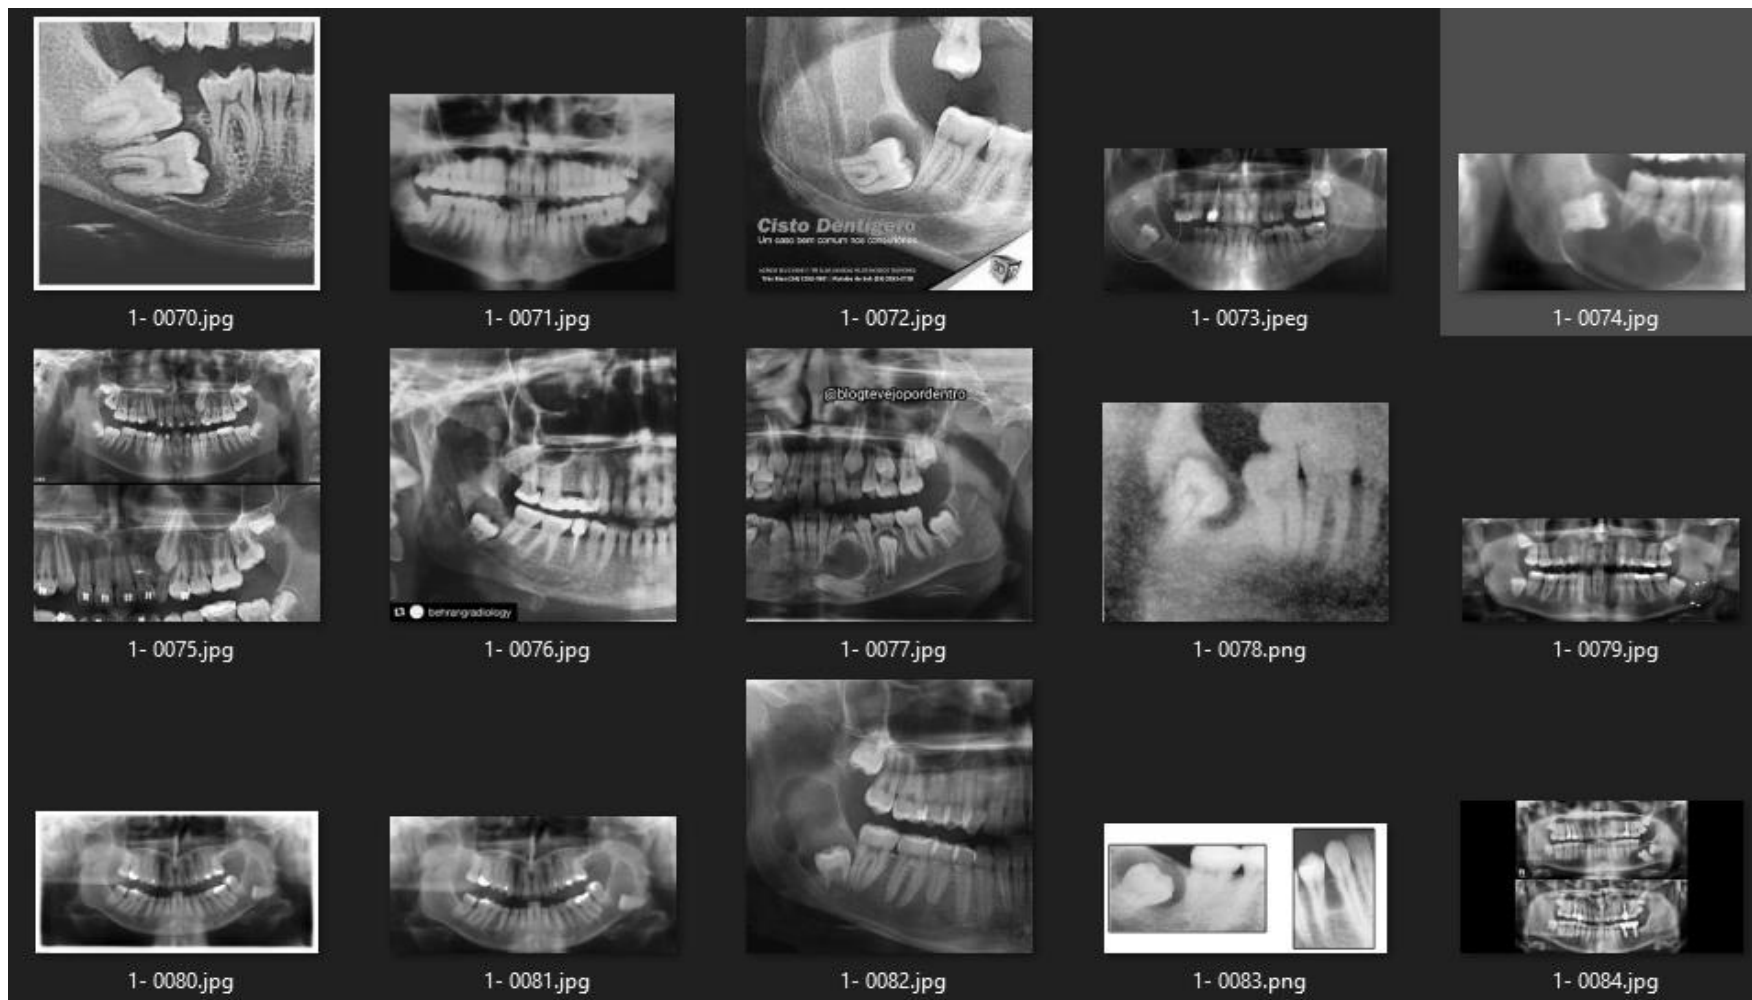 Cisto Dentígero
Um caso bem comum nos consultórios
1- 0070.jpg
1- 0071.jpg
1- 0072.jpg
1- 0073.jpeg
1- 0074.jpg
@blogtevejopordentro
behrangradiology
1- 0075.jpg
1- 0076.jpg
1- 0077.jpg
1- 0078.png
1- 0079.jpg
1- 0080.jpg
1- 0081.jpg
1- 0082.jpg
1- 0083.png
1- 0084.jpg